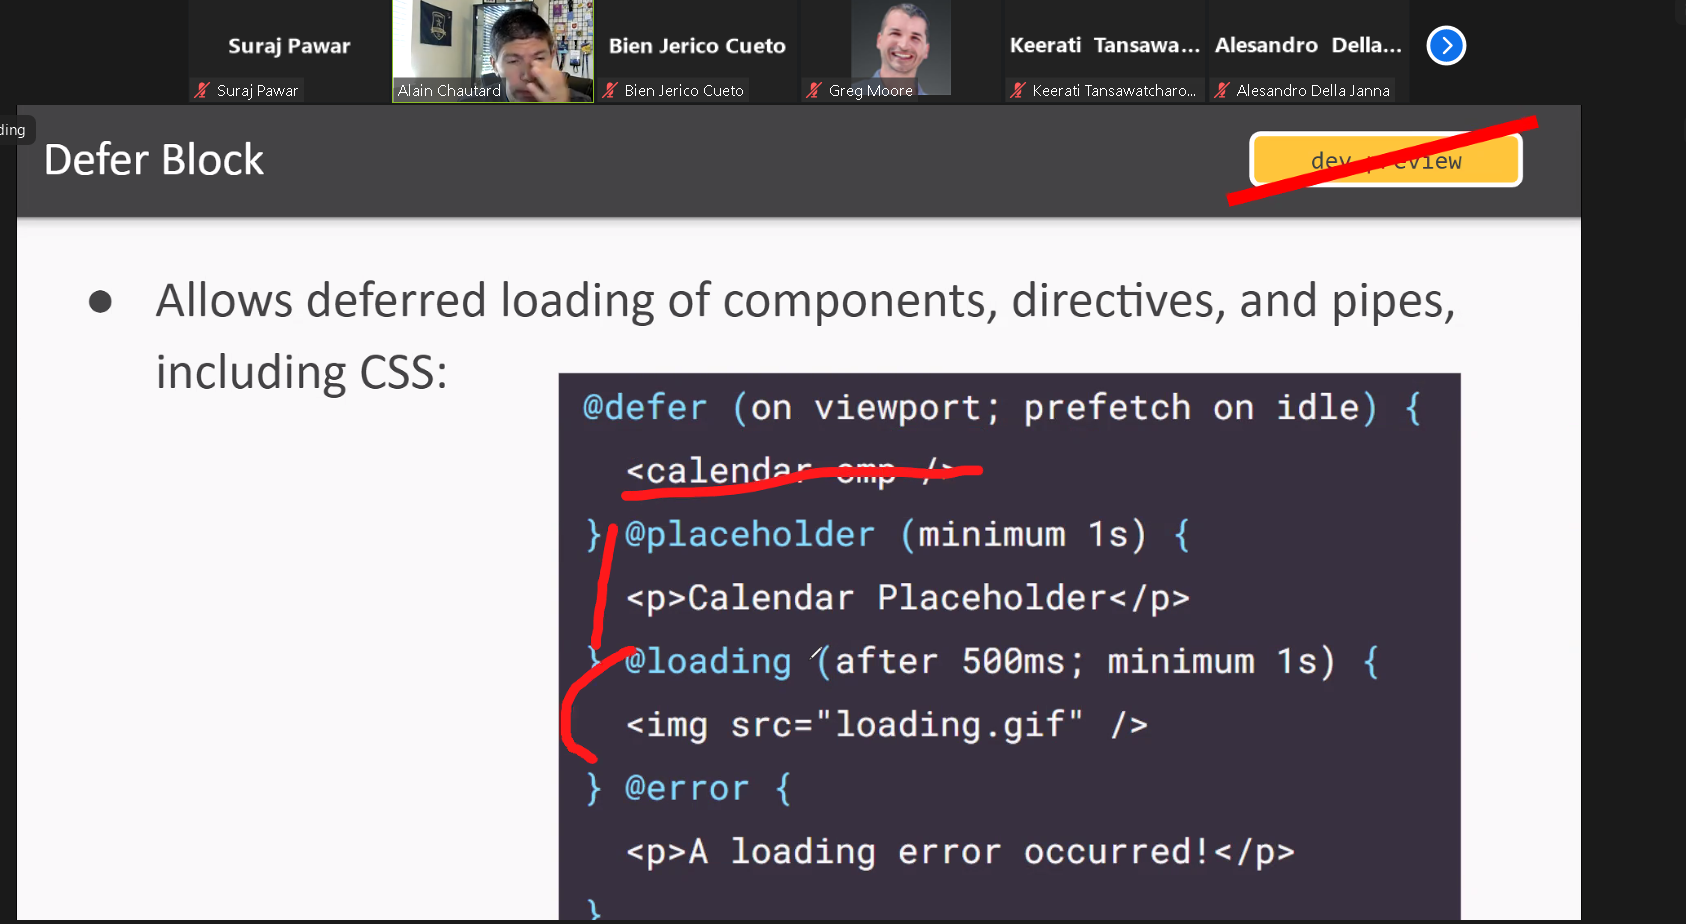 Suraj Pawar
Bien Jerico Cueto
Keerati Tansawa...
Alesandro Della...
Suraj Pawar
Alain Chautard
Bien Jerico Cueto
Greg Moore
Keerati Tansawatcharo...
Alesandro Della Janna
ding
Defer Block
dev preview
● Allows deferred loading of components, directives, and pipes,
including CSS:
@defer (on viewport; prefetch on idle) {
<calendar-cmp />
} @placeholder (minimum 1s) {
<p>Calendar Placeholder</p>
} @loading (after 500ms; minimum 1s) {
<img src="loading.gif" />
} @error {
<p>A loading error occurred!</p>
}